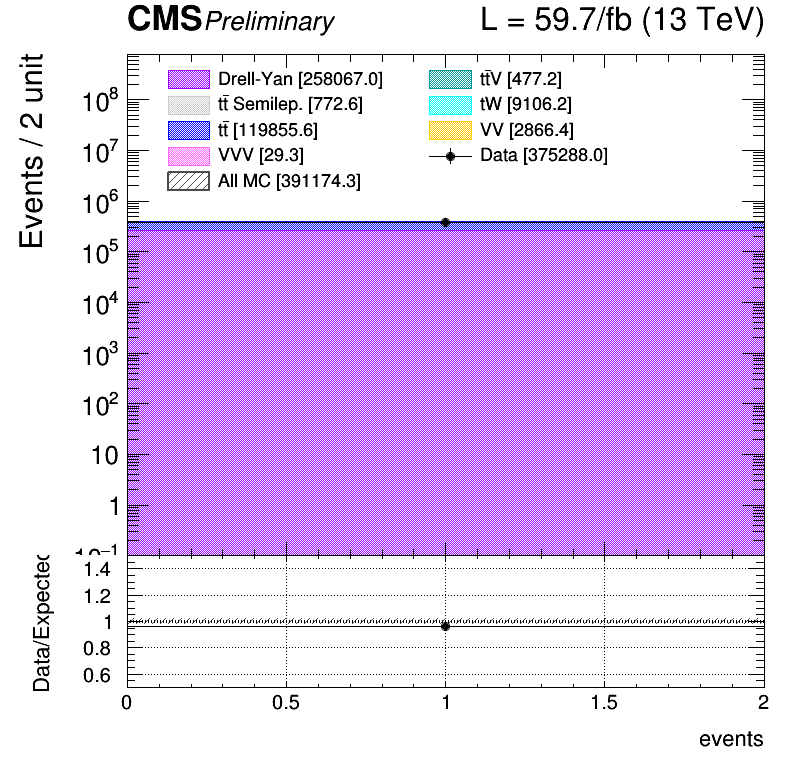 CMS Preliminary L = 59.7/fb (13 TeV)
Events / 2 unit
Drell-Yan [258067.0]
tt̄ Semilep. [772.6]
tt̄ [119855.6]
VVV [29.3]
All MC [391174.3]
tt̄V [477.2]
tW [9106.2]
VV [2866.4]
Data [375288.0]
10⁸
10⁷
10⁶
10⁵
10⁴
10³
10²
10
1
10⁻¹
Data/Expected
1.4
1.2
1
0.8
0.6
0 0.5 1 1.5 2
events